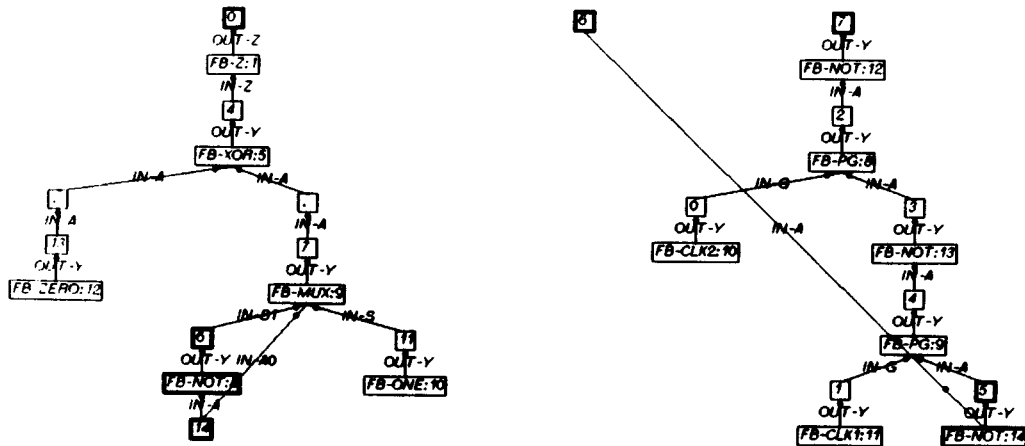 0
OUT-Z
FB-Z:1
IN-Z
4
OUT-Y
FB-XOR:5
IN-A IN-A
IN-A IN-A
13 7
OUT-Y OUT-Y
FB-ZERO:12 FB-MUX:9
IN-B1 IN-S
6 11
OUT-Y IN-A0 OUT-Y
FB-NOT: FB-ONE:10
IN-A
14
6 7
OUT-Y
FB-NOT:12
IN-A
2
OUT-Y
FB-PG:8
IN-G IN-A
0 3
OUT-Y IN-A OUT-Y
FB-CLK2:10 FB-NOT:13
IN-A
4
OUT-Y
FB-PG:9
IN-G IN-A
1 5
OUT-Y OUT-Y
FB-CLK1:11 FB-NOT:14